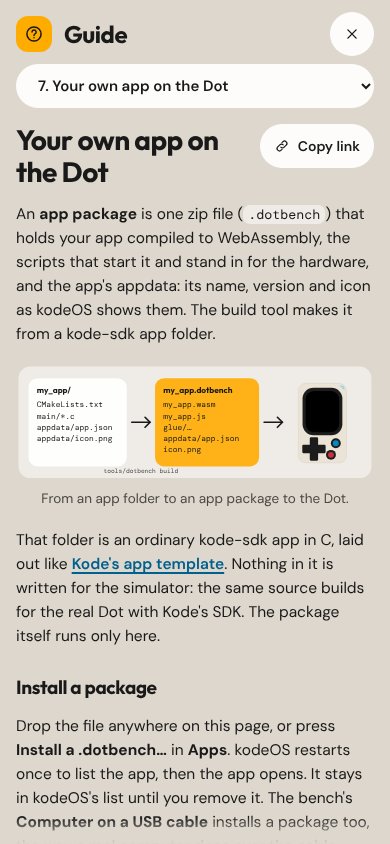 Guide
7. Your own app on the Dot
Your own app on
the Dot
Copy link
An app package is one zip file ( .dotbench ) that
holds your app compiled to WebAssembly, the
scripts that start it and stand in for the hardware,
and the app's appdata: its name, version and icon
as kodeOS shows them. The build tool makes it
from a kode-sdk app folder.
my_app/
CMakeLists.txt
main/*.c
appdata/app.json
appdata/icon.png
my_app.dotbench
my_app.wasm
my_app.js
glue/…
appdata/app.json
icon.png
tools/dotbench build
From an app folder to an app package to the Dot.
That folder is an ordinary kode-sdk app in C, laid
out like Kode's app template. Nothing in it is
written for the simulator: the same source builds
for the real Dot with Kode's SDK. The package
itself runs only here.
Install a package
Drop the file anywhere on this page, or press
Install a .dotbench… in Apps. kodeOS restarts
once to list the app, then the app opens. It stays
in kodeOS's list until you remove it. The bench's
Computer on a USB cable installs a package too,